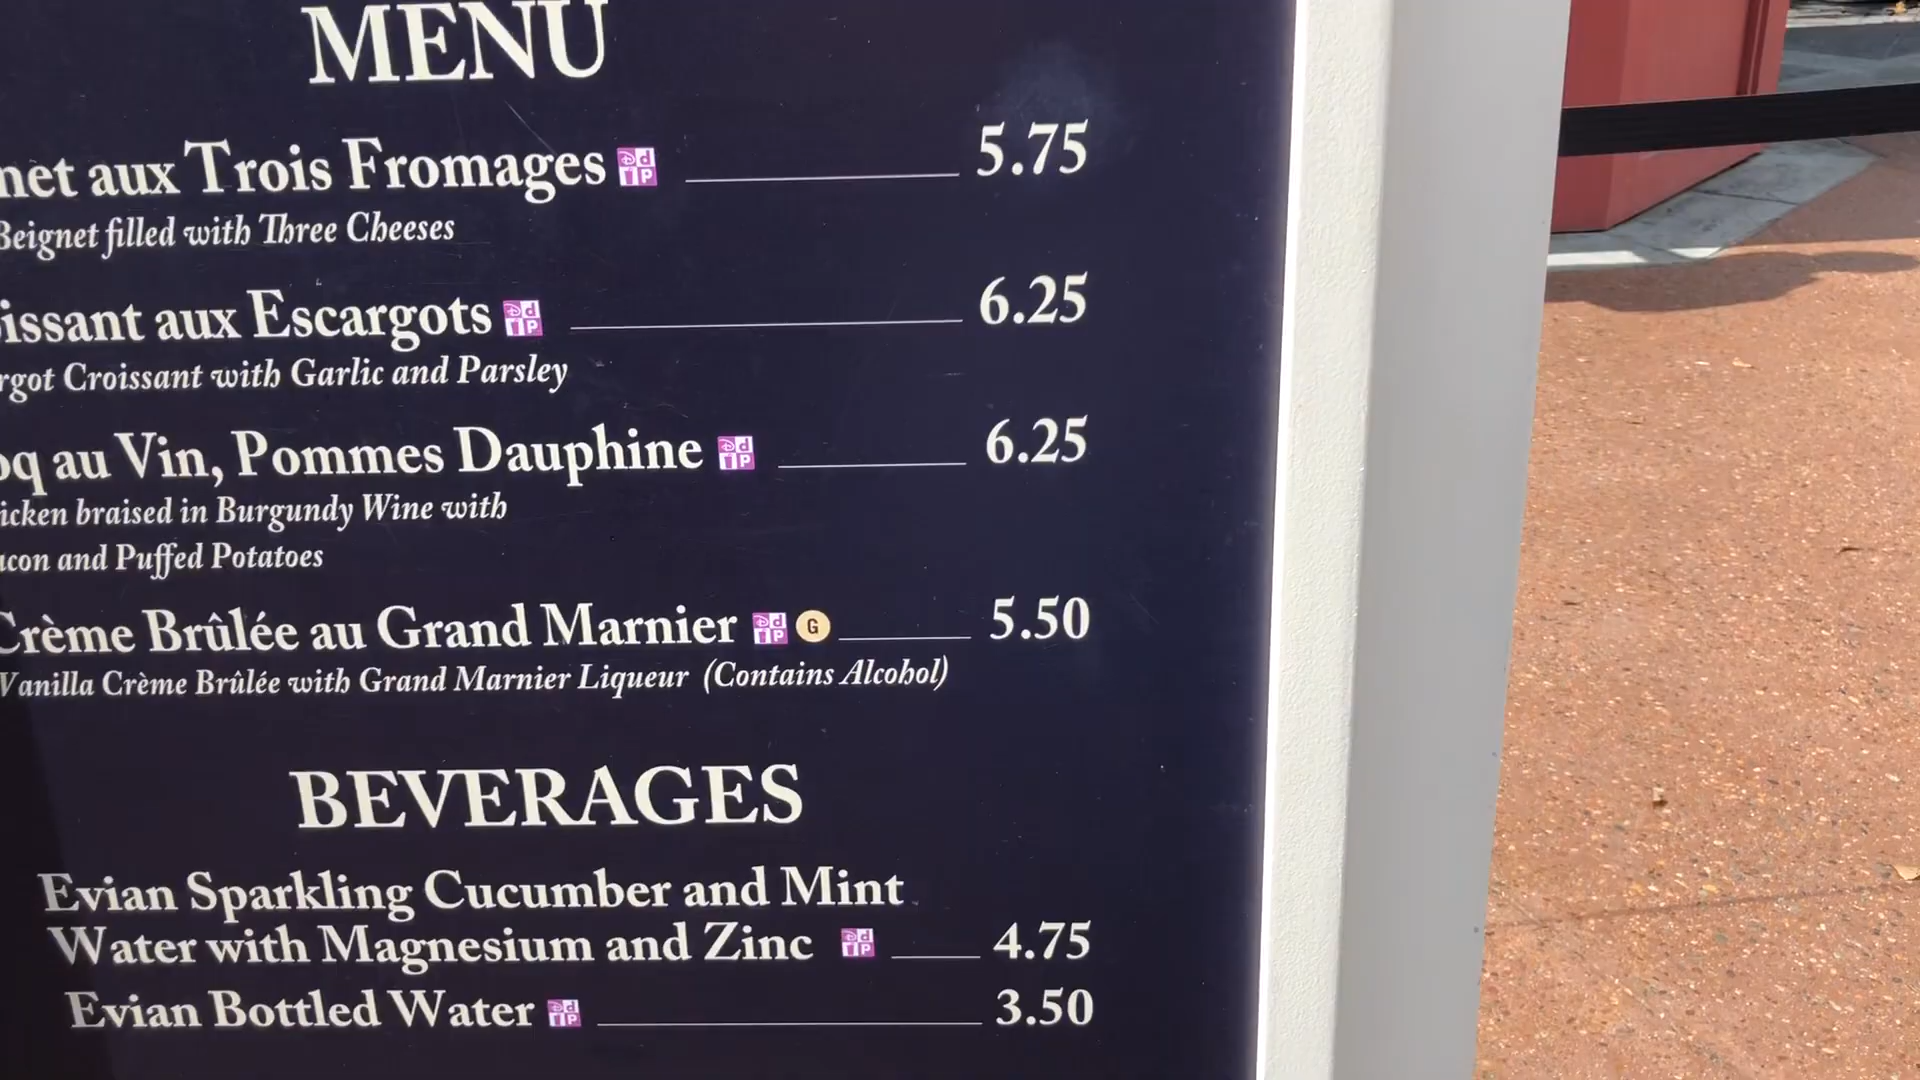 MENU
net aux Trois Fromages 5.75
Beignet filled with Three Cheeses
issant aux Escargots 6.25
rgot Croissant with Garlic and Parsley
oq au Vin, Pommes Dauphine 6.25
icken braised in Burgundy Wine with
acon and Puffed Potatoes
Crème Brûlée au Grand Marnier G 5.50
Vanilla Crème Brûlée with Grand Marnier Liqueur (Contains Alcohol)
BEVERAGES
Evian Sparkling Cucumber and Mint
Water with Magnesium and Zinc 4.75
Evian Bottled Water 3.50